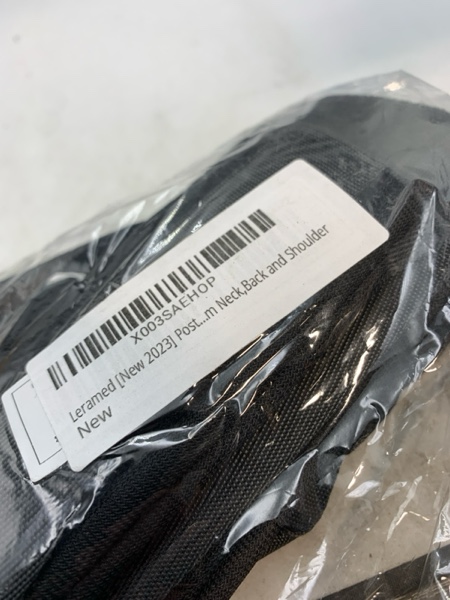 X003SAEHOP
Leramed [New 2023] Post...m Neck,Back and Shoulder
New